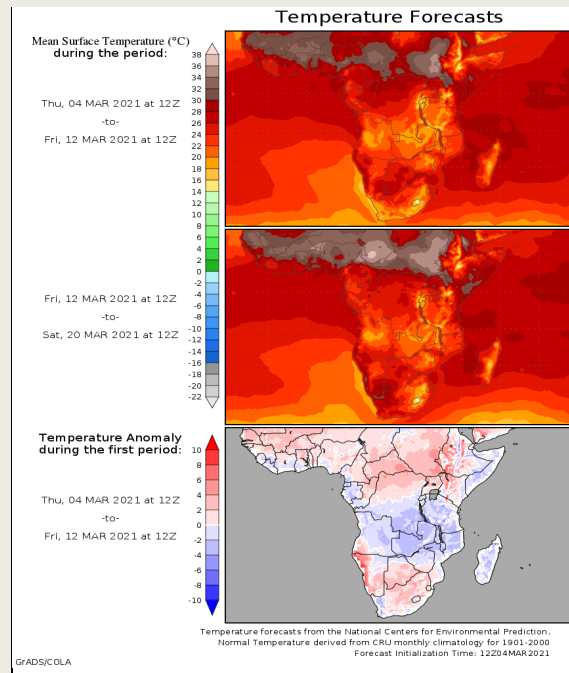 Temperature Forecasts
Mean Surface Temperature (°C)
during the period:
Thu, 04 MAR 2021 at 12Z
-to-
Fri, 12 MAR 2021 at 12Z
38
36
34
32
30
28
26
24
22
20
18
16
14
12
10
8
6
4
2
0
-2
-4
-6
-8
-10
-12
-14
-16
-18
-20
-22
Fri, 12 MAR 2021 at 12Z
-to-
Sat, 20 MAR 2021 at 12Z
Temperature Anomaly
during the first period:
Thu, 04 MAR 2021 at 12Z
-to-
Fri, 12 MAR 2021 at 12Z
10
8
6
4
2
0
-2
-4
-6
-8
-10
Temperature forecasts from the National Centers for Environmental Prediction.
Normal Temperature derived from CRU monthly climatology for 1901-2000
Forecast Initialization Time: 12Z04MAR2021
GrADS/COLA